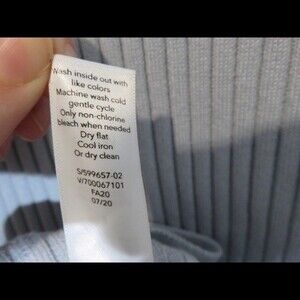 Wash inside out with
like colors
Machine wash cold
gentle cycle
Only non-chlorine
bleach when needed
Dry flat
Cool iron
Or dry clean
S/599657-02
V/700067101
FA20
07/20